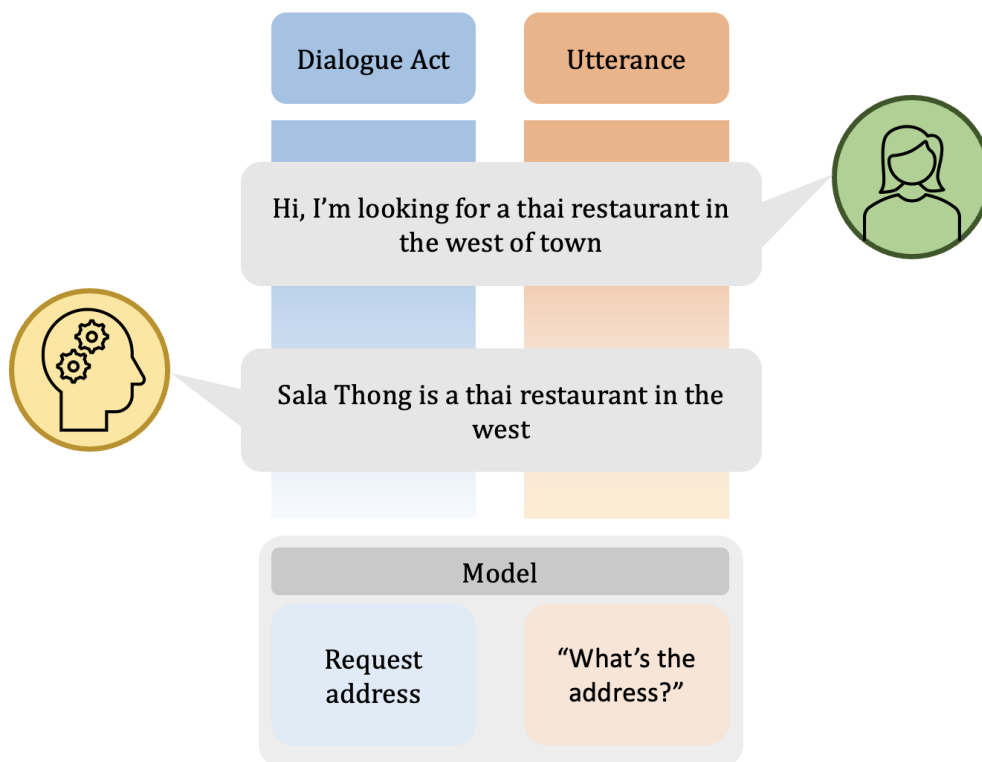 Dialogue Act
Utterance
Hi, I’m looking for a thai restaurant in
the west of town
Sala Thong is a thai restaurant in the
west
Model
Request
address
“What’s the
address?”